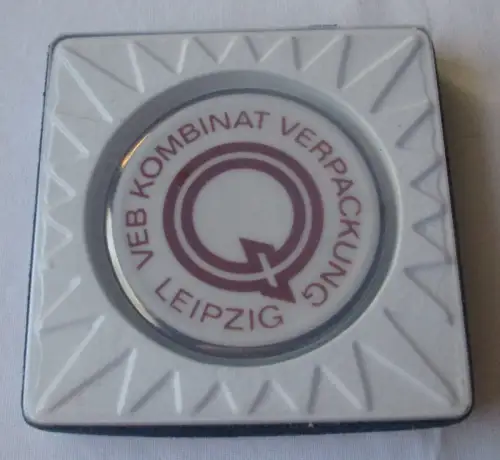 VEB KOMBINAT VERPACKUNG
LEIPZIG
Q